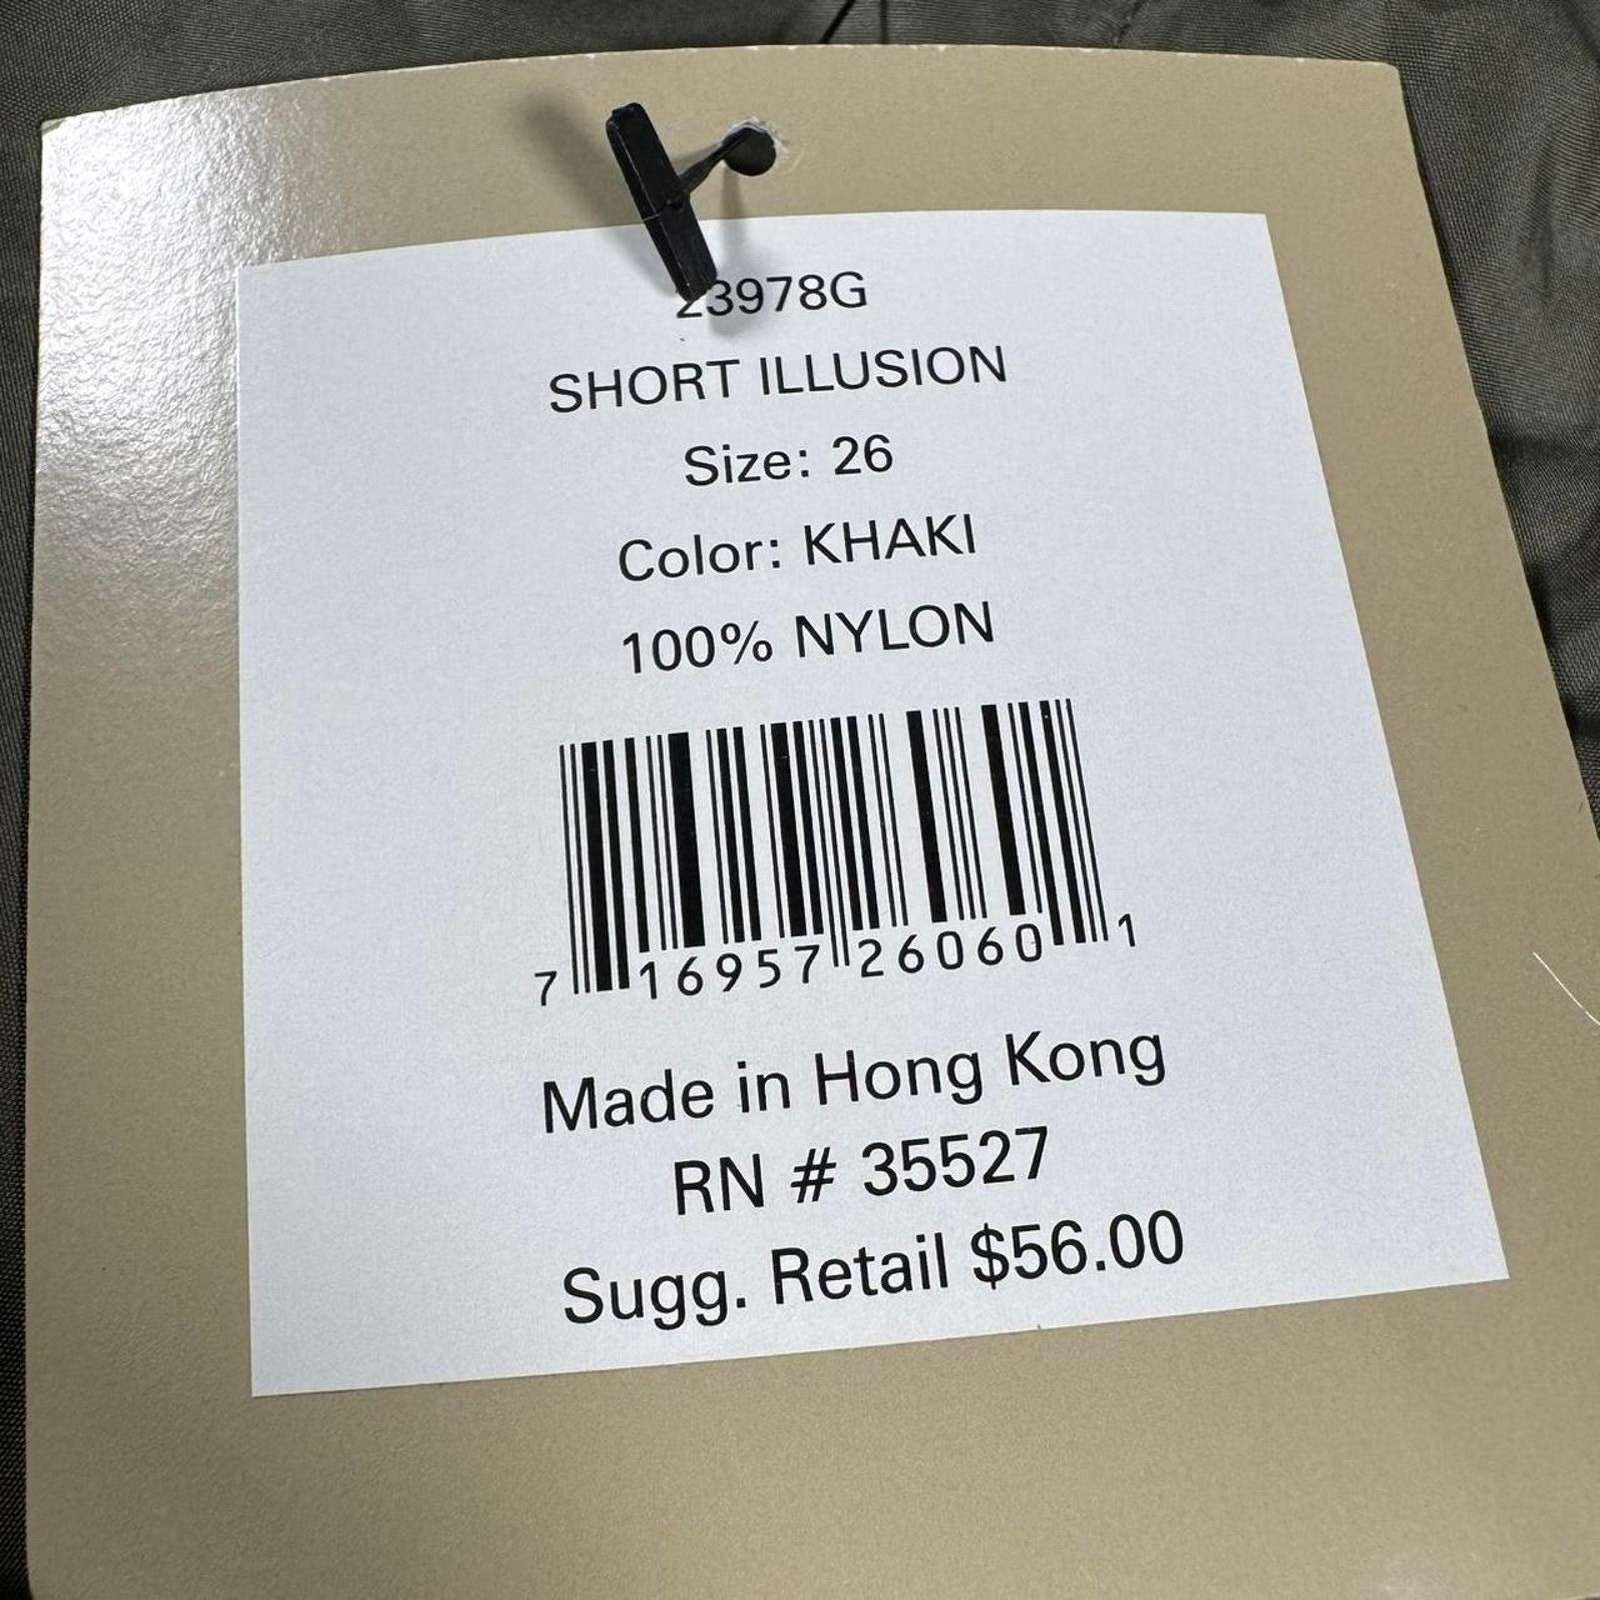 23978G
SHORT ILLUSION
Size: 26
Color: KHAKI
100% NYLON
7 16957 26060 1
Made in Hong Kong
RN # 35527
Sugg. Retail $56.00